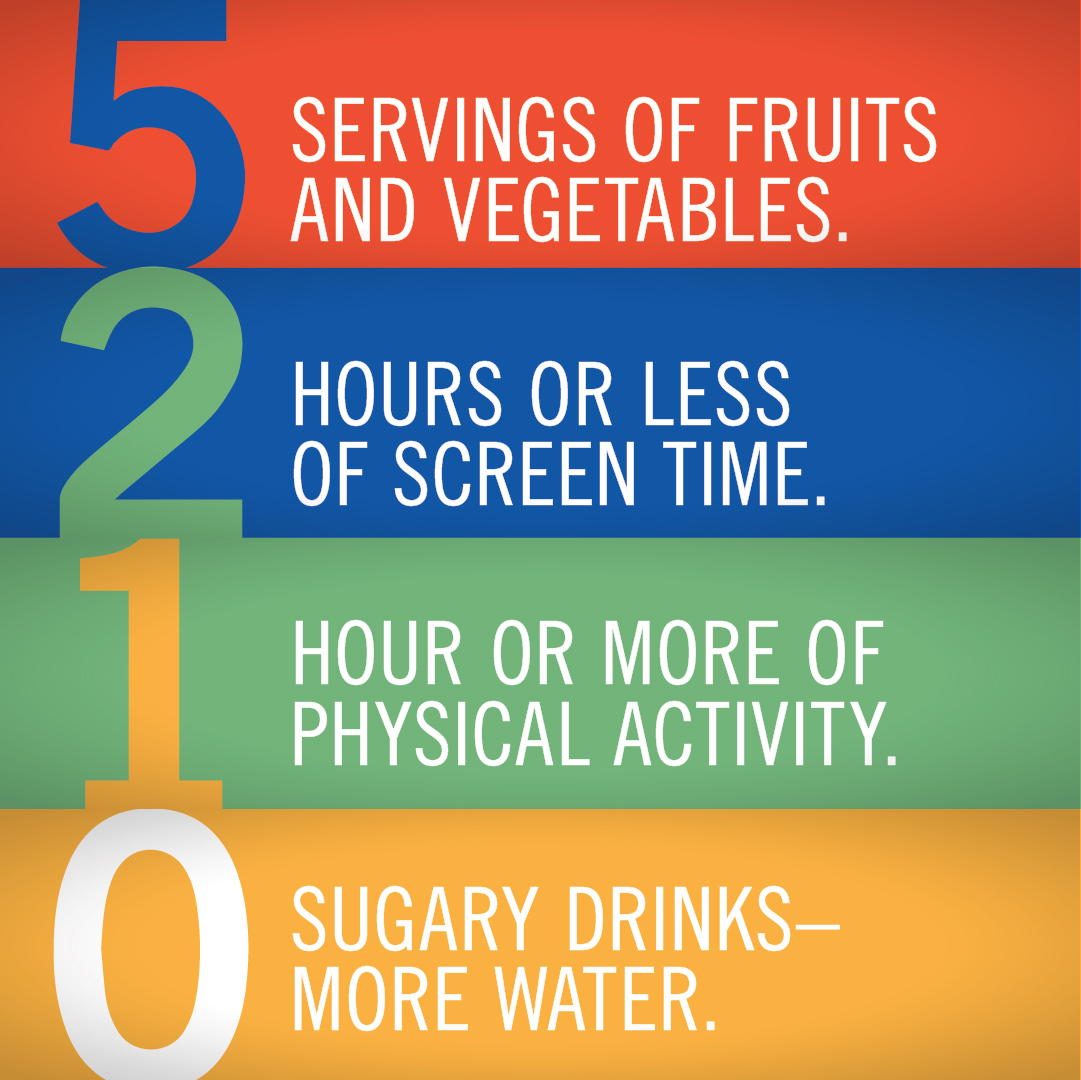 5 SERVINGS OF FRUITS
AND VEGETABLES.
2 HOURS OR LESS
OF SCREEN TIME.
1 HOUR OR MORE OF
PHYSICAL ACTIVITY.
0 SUGARY DRINKS–
MORE WATER.